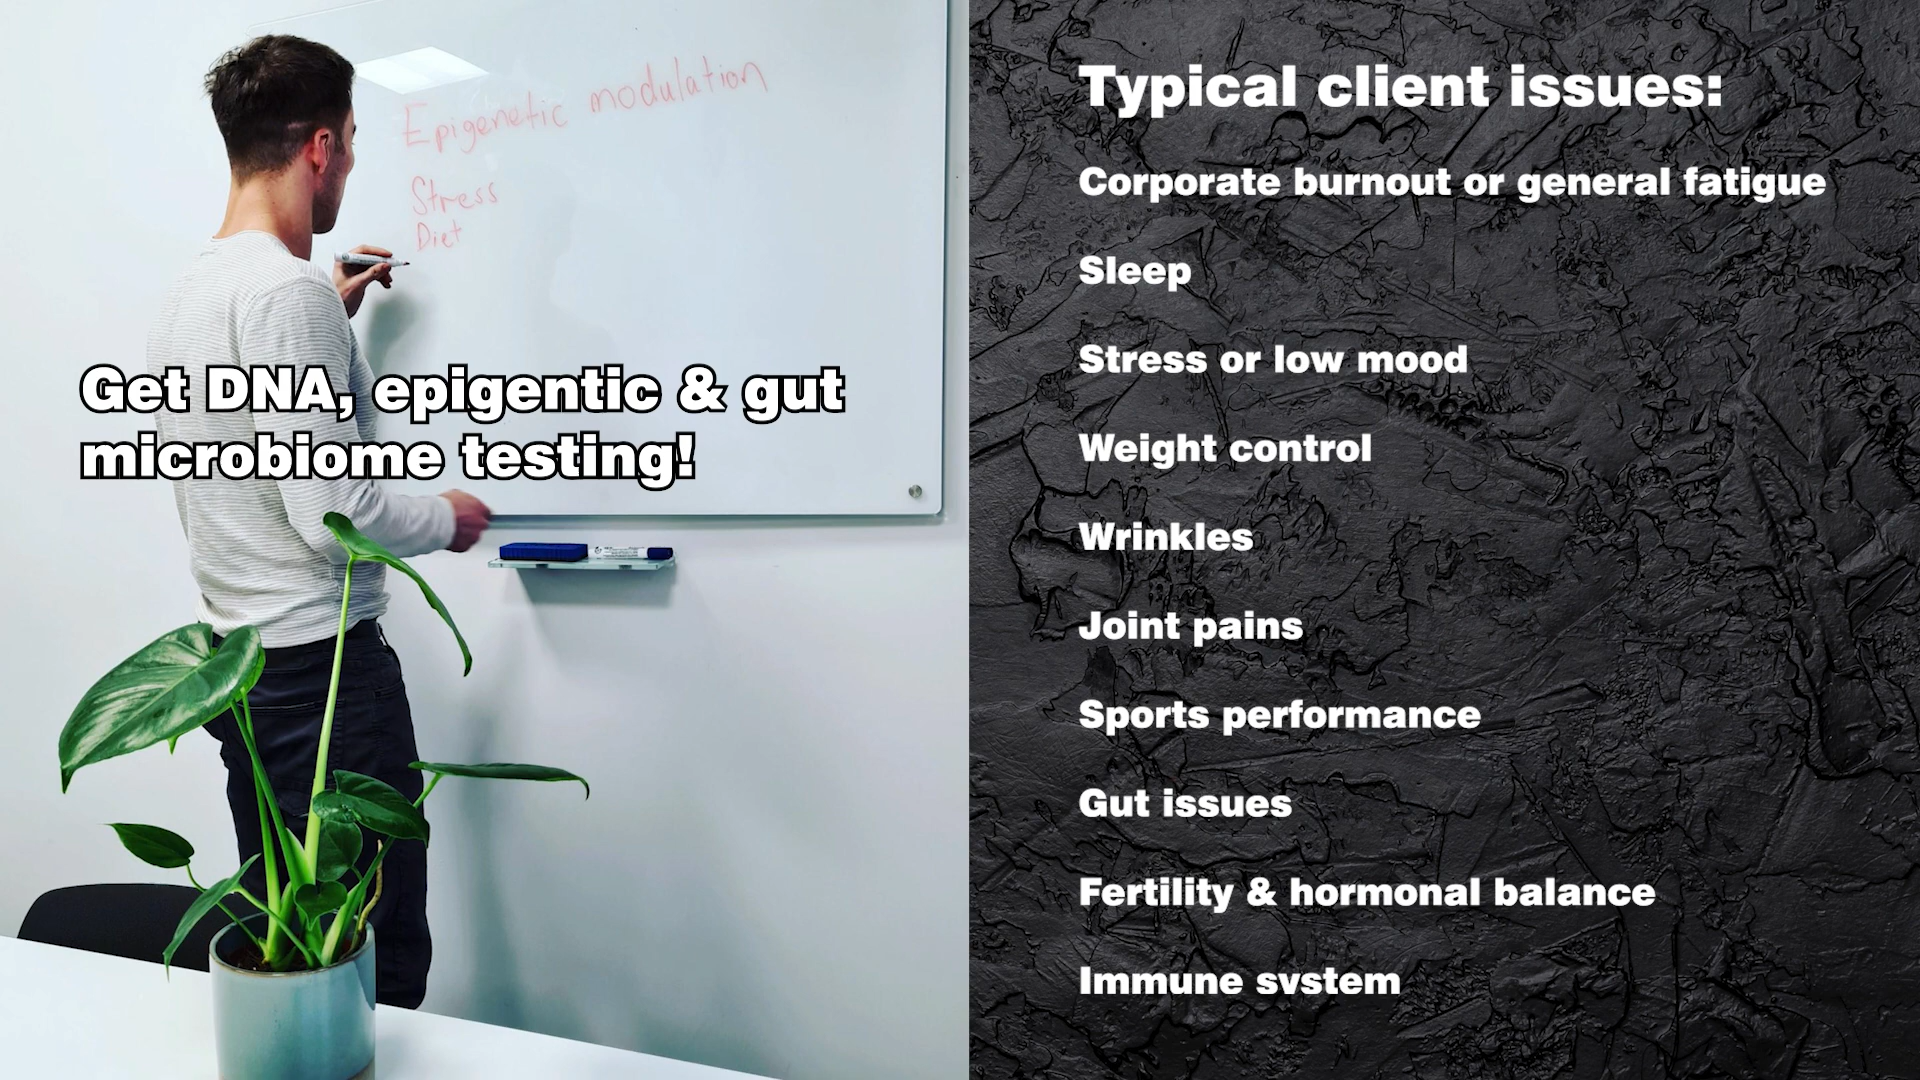 Epigenetic modulation
Stress
Diet
Get DNA, epigentic & gut
microbiome testing!
Typical client issues:
Corporate burnout or general fatigue
Sleep
Stress or low mood
Weight control
Wrinkles
Joint pains
Sports performance
Gut issues
Fertility & hormonal balance
Immune system